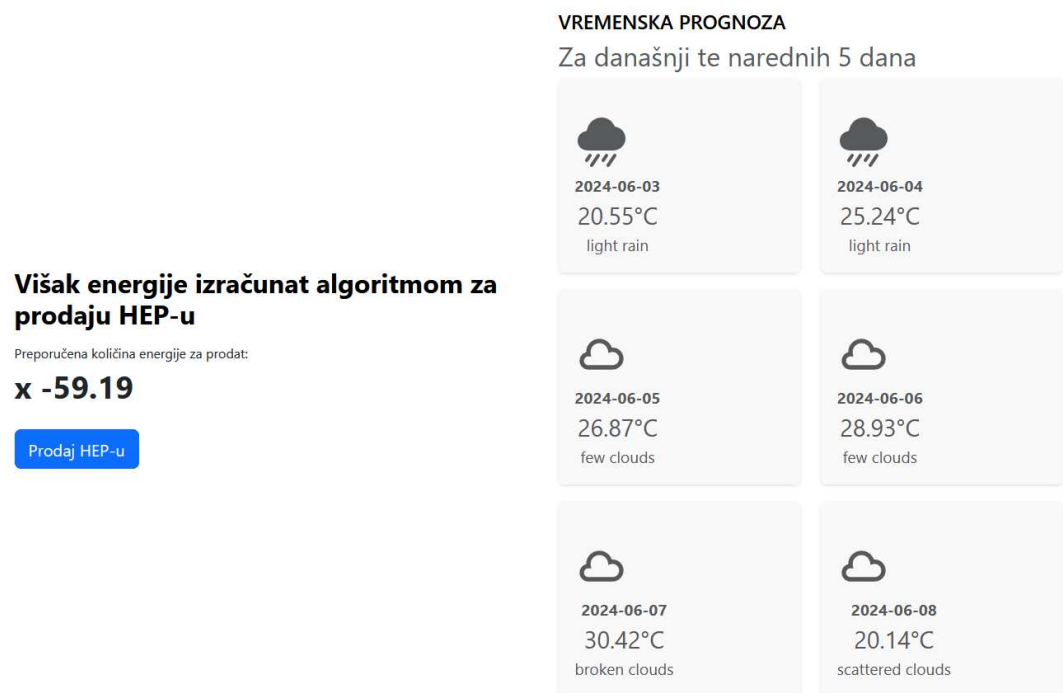 Višak energije izračunat algoritmom za
prodaju HEP-u
Preporučena količina energije za prodat:
x -59.19
Prodaj HEP-u
VREMENSKA PROGNOZA
Za današnji te narednih 5 dana
2024-06-03
20.55°C
light rain
2024-06-04
25.24°C
light rain
2024-06-05
26.87°C
few clouds
2024-06-06
28.93°C
few clouds
2024-06-07
30.42°C
broken clouds
2024-06-08
20.14°C
scattered clouds